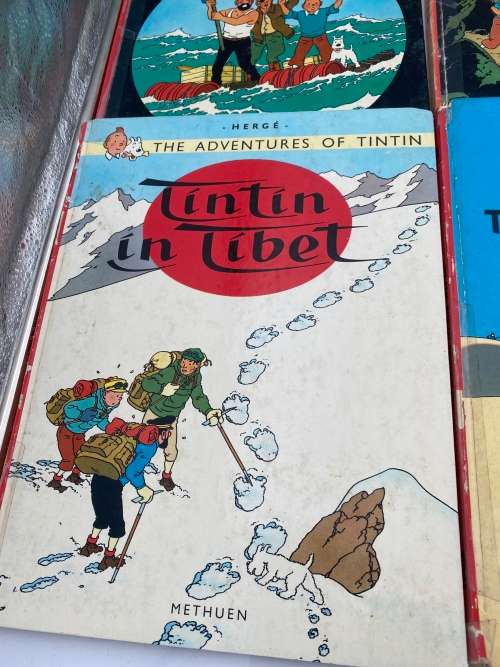 - HERGÉ -
THE ADVENTURES OF TINTIN
Tintin
in Tibet
METHUEN
T